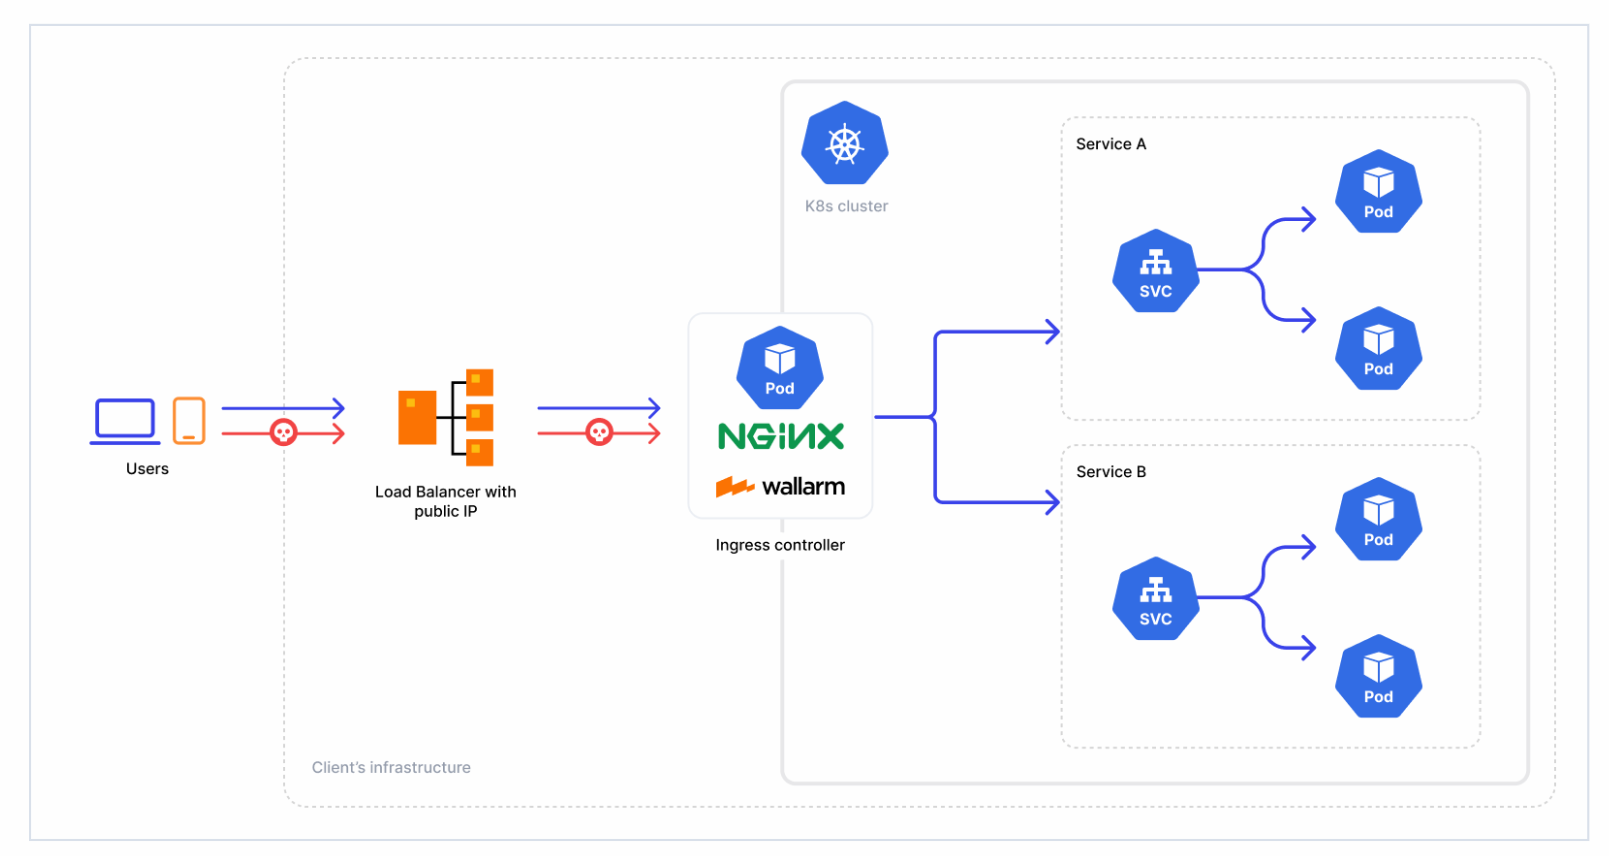 K8s cluster
Service A
Pod
SVC
Pod
Pod
NGiNX
wallarm
Ingress controller
Users
Load Balancer with
public IP
Service B
Pod
SVC
Pod
Client's infrastructure